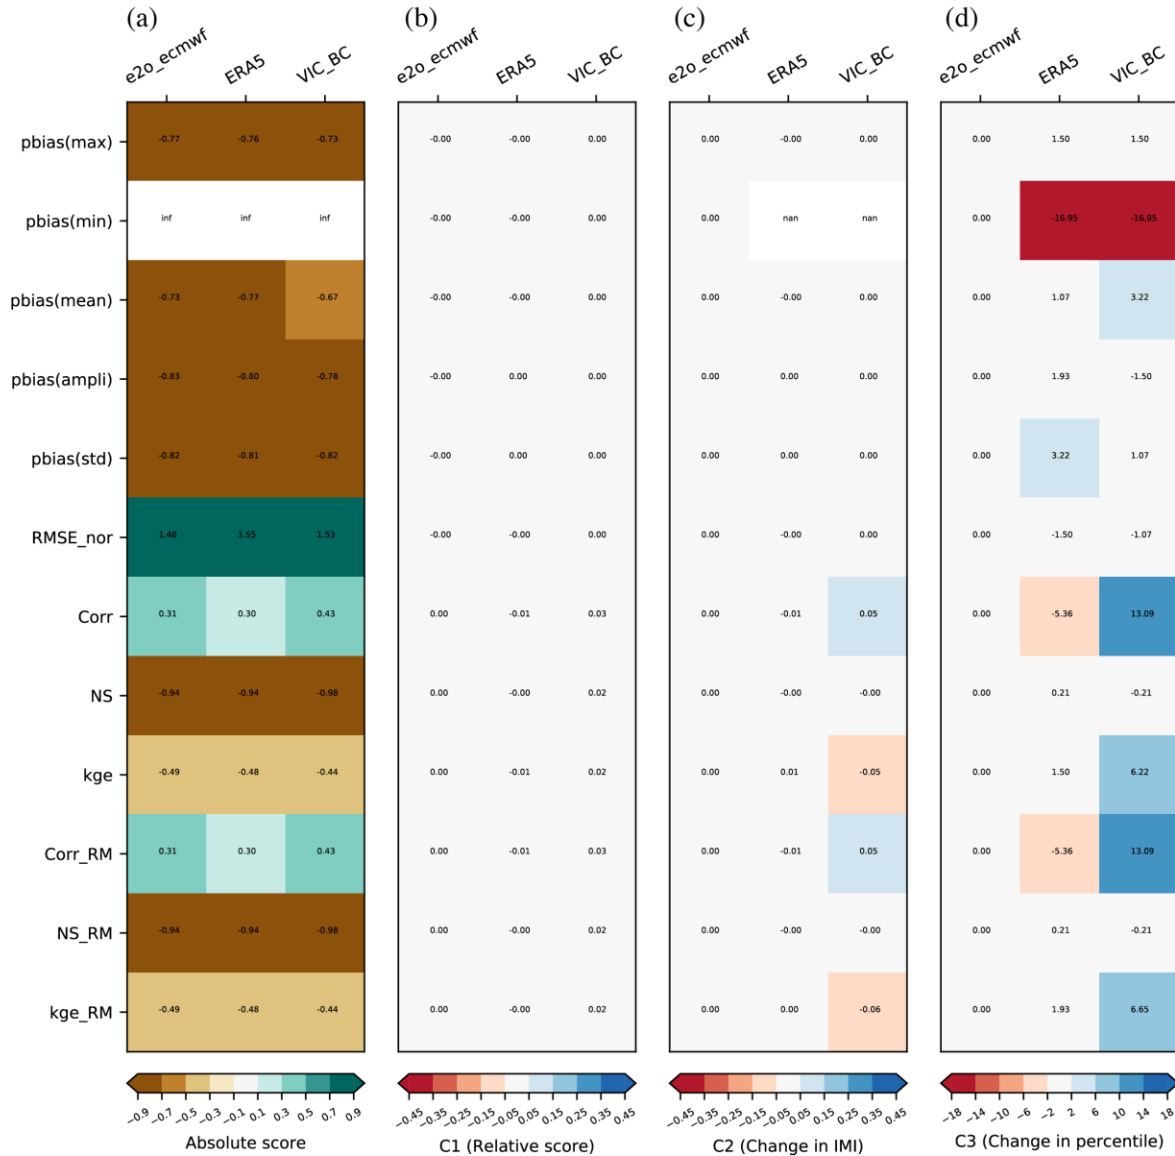 (a) (b) (c) (d)
e2o_ecmwf ERA5 VIC_BC e2o_ecmwf ERA5 VIC_BC e2o_ecmwf ERA5 VIC_BC e2o_ecmwf ERA5 VIC_BC
pbias(max) -0.77 -0.76 -0.73 -0.00 -0.00 0.00 0.00 -0.00 0.00 0.00 1.50 1.50
pbias(min) inf inf inf -0.00 -0.00 0.00 0.00 nan nan 0.00 -16.95 -16.95
pbias(mean) -0.73 -0.77 -0.67 -0.00 -0.00 0.00 0.00 -0.00 0.00 0.00 1.07 3.22
pbias(ampli) -0.83 -0.80 -0.78 -0.00 0.00 0.00 0.00 0.00 0.00 0.00 1.93 -1.50
pbias(std) -0.82 -0.81 -0.82 -0.00 0.00 0.00 0.00 0.00 0.00 0.00 3.22 1.07
RMSE_nor 1.48 1.55 1.53 -0.00 -0.00 0.00 0.00 -0.00 0.00 0.00 -1.50 -1.07
Corr 0.31 0.30 0.43 0.00 -0.01 0.03 0.00 -0.01 0.05 0.00 -5.36 13.09
NS -0.94 -0.94 -0.98 0.00 -0.00 0.02 0.00 -0.00 -0.00 0.00 0.21 -0.21
kge -0.49 -0.48 -0.44 0.00 -0.01 0.02 0.00 0.01 -0.05 0.00 1.50 6.22
Corr_RM 0.31 0.30 0.43 0.00 -0.01 0.03 0.00 -0.01 0.05 0.00 -5.36 13.09
NS_RM -0.94 -0.94 -0.98 0.00 -0.00 0.02 0.00 -0.00 -0.00 0.00 0.21 -0.21
kge_RM -0.49 -0.48 -0.44 0.00 -0.00 0.02 0.00 0.00 -0.06 0.00 1.93 6.65
−0.9 −0.7 −0.5 −0.3 −0.1 0.1 0.3 0.5 0.7 0.9 −0.45 −0.35 −0.25 −0.15 −0.05 0.05 0.15 0.25 0.35 0.45 −0.45 −0.35 −0.25 −0.15 −0.05 0.05 0.15 0.25 0.35 0.45 −18 −14 −10 −6 −2 2 6 10 14 18
Absolute score C1 (Relative score) C2 (Change in IMI) C3 (Change in percentile)